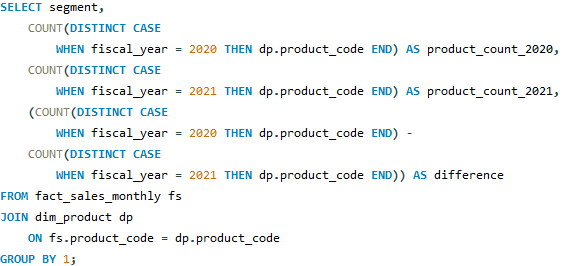 SELECT segment,
    COUNT(DISTINCT CASE
        WHEN fiscal_year = 2020 THEN dp.product_code END) AS product_count_2020,
    COUNT(DISTINCT CASE
        WHEN fiscal_year = 2021 THEN dp.product_code END) AS product_count_2021,
    (COUNT(DISTINCT CASE
        WHEN fiscal_year = 2020 THEN dp.product_code END) -
    COUNT(DISTINCT CASE
        WHEN fiscal_year = 2021 THEN dp.product_code END)) AS difference
FROM fact_sales_monthly fs
JOIN dim_product dp
    ON fs.product_code = dp.product_code
GROUP BY 1;